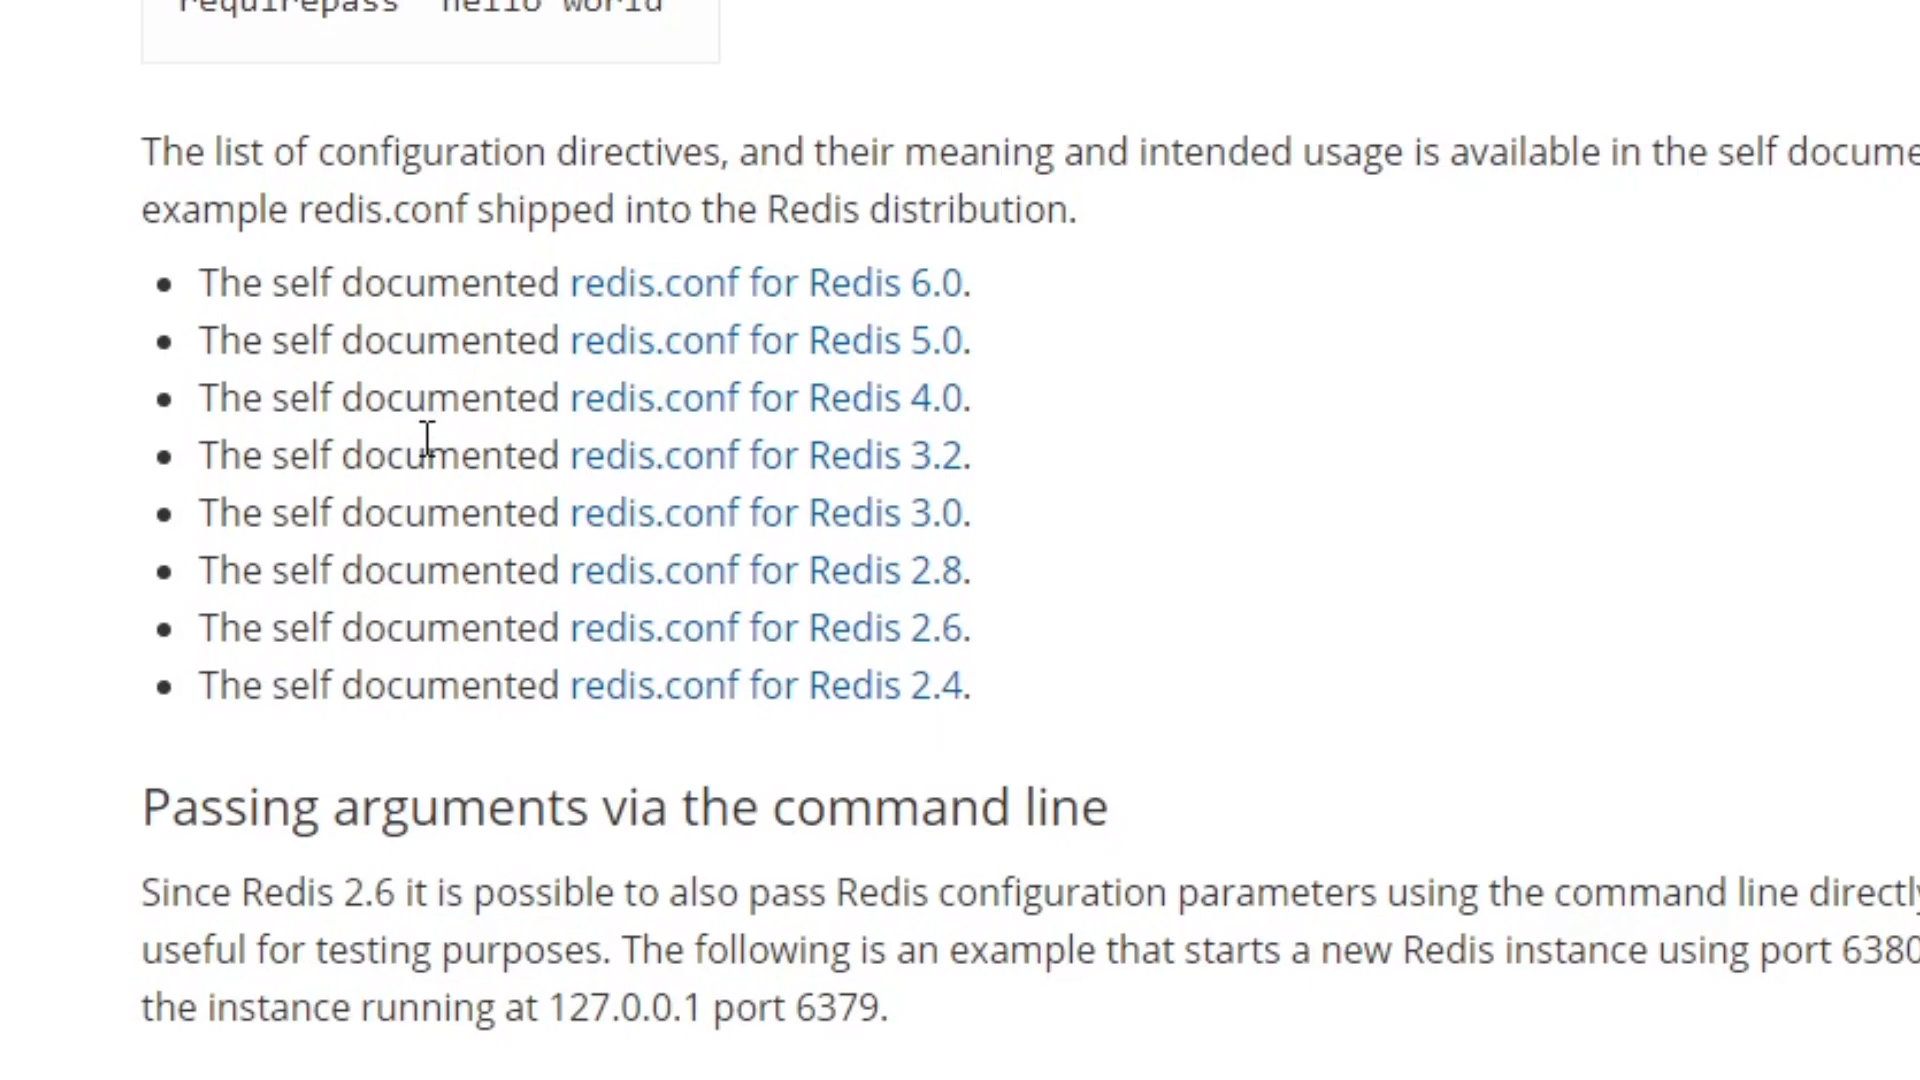 requirepass "hello world"
The list of configuration directives, and their meaning and intended usage is available in the self
example redis.conf shipped into the Redis distribution.
The self documented redis.conf for Redis 6.0.
The self documented redis.conf for Redis 5.0.
The self documented redis.conf for Redis 4.0.
The self documented redis.conf for Redis 3.2.
The self documented redis.conf for Redis 3.0.
The self documented redis.conf for Redis 2.8.
The self documented redis.conf for Redis 2.6.
The self documented redis.conf for Redis 2.4.
Passing arguments via the command line
Since Redis 2.6 it is possible to also pass Redis configuration parameters using the command line directly
useful for testing purposes. The following is an example that starts a new Redis instance using port 6380
the instance running at 127.0.0.1 port 6379.